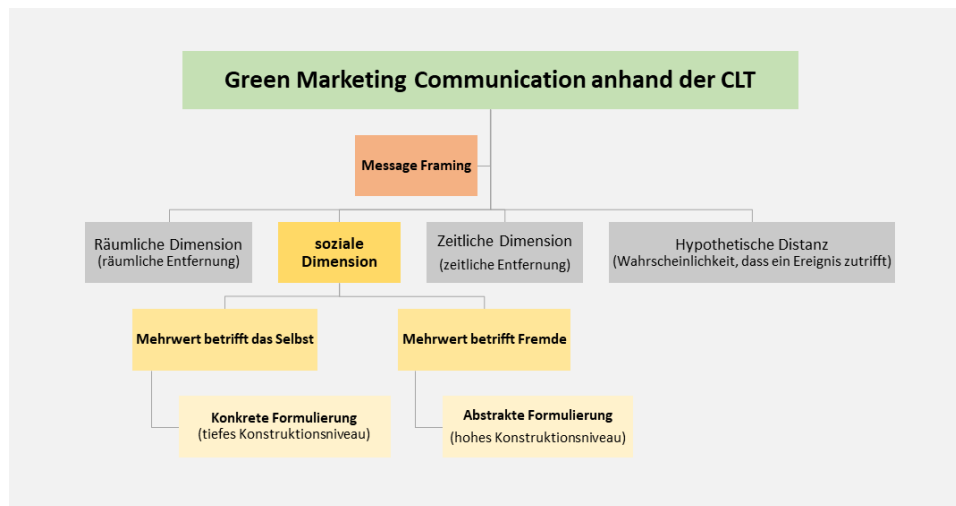 Green Marketing Communication anhand der CLT
Message Framing
Räumliche Dimension
(räumliche Entfernung)
soziale
Dimension
Zeitliche Dimension
(zeitliche Entfernung)
Hypothetische Distanz
(Wahrscheinlichkeit, dass ein Ereignis zutrifft)
Mehrwert betrifft das Selbst
Mehrwert betrifft Fremde
Konkrete Formulierung
(tiefes Konstruktionsniveau)
Abstrakte Formulierung
(hohes Konstruktionsniveau)